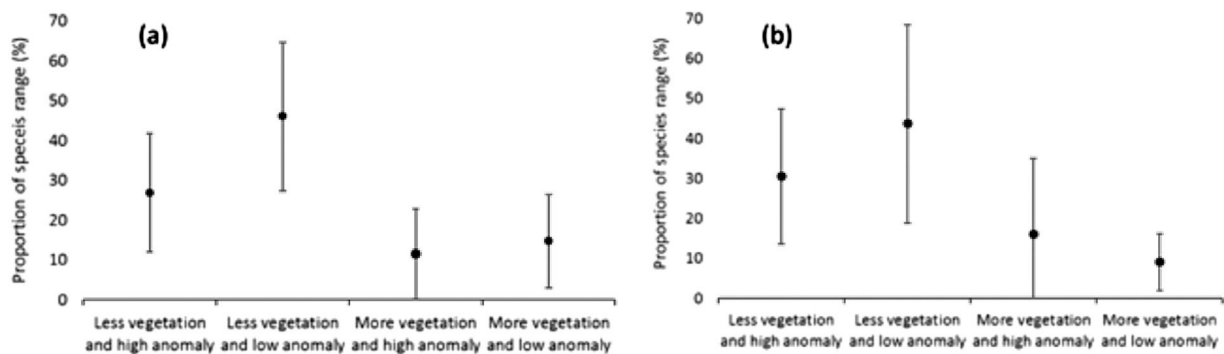 (a)
Proportion of speceis range (%)
70
60
50
40
30
20
10
0
Less vegetation
and high anomaly
Less vegetation
and low anomaly
More vegetation
and high anomaly
More vegetation
and low anomaly
(b)
Proportion of species range (%)
70
60
50
40
30
20
10
0
Less vegetation
and high anomaly
Less vegetation
and low anomaly
More vegetation
and high anomaly
More vegetation
and low anomaly